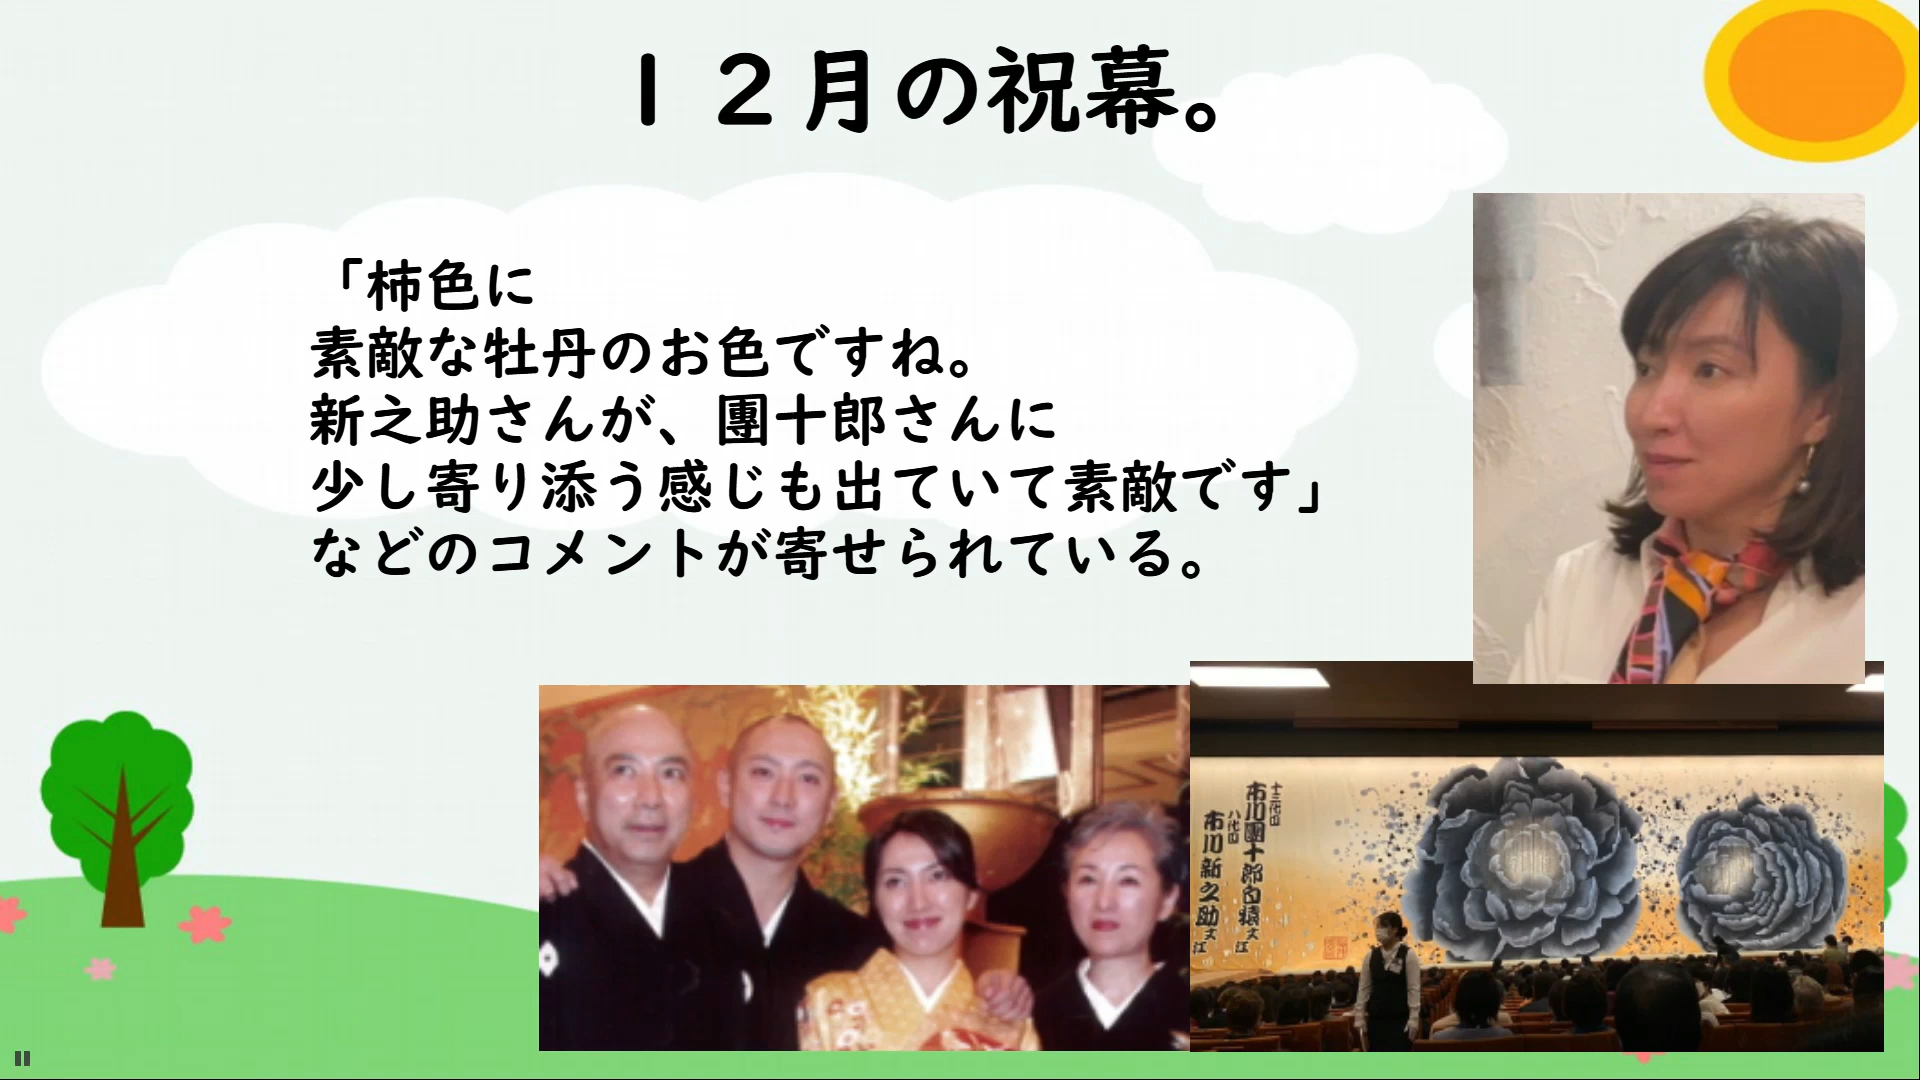 １２月の祝幕。
「柿色に
素敵な牡丹のお色ですね。
新之助さんが、團十郎さんに
少し寄り添う感じも出ていて素敵です」
などのコメントが寄せられている。
十三代目
市川團十郎白猿丈江
八代目
市川新之助丈江